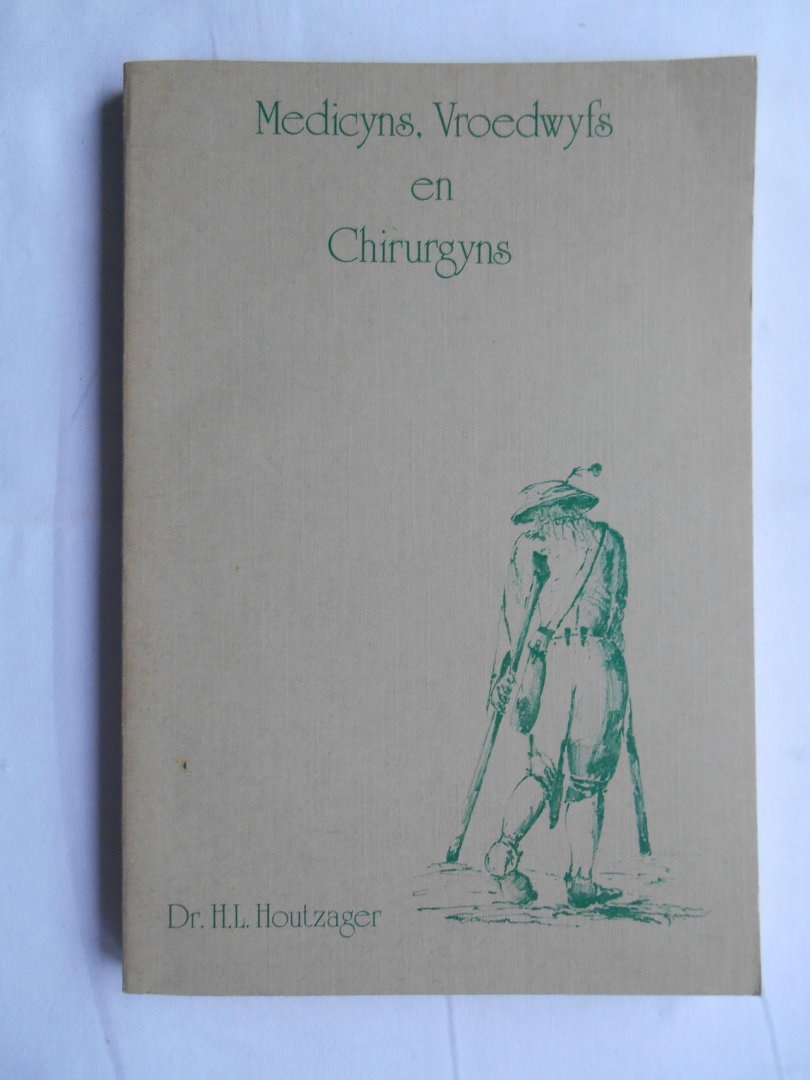 Medicyns, Vroedwyfs
en
Chirurgyns
Dr. H.L. Houtzager